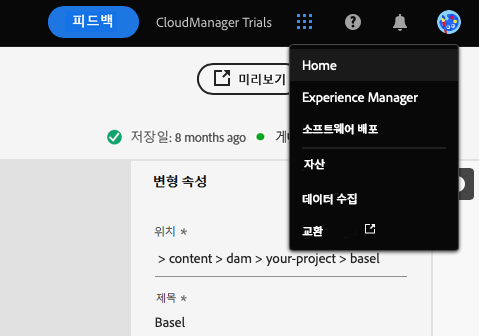 피드백 CloudManager Trials
미리보기
Home
Experience Manager
소프트웨어 배포
자산
데이터 수집
교환
저장일: 8 months ago
변형 속성
위치 *
> content > dam > your-project > basel
제목 *
Basel